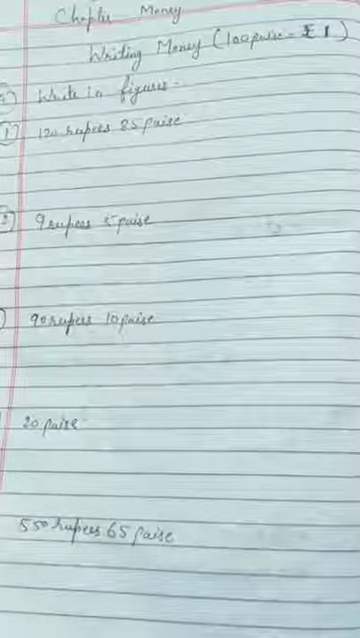 Chapter Money
Writing Money (100 paise = ₹ 1
Write in figures -
① 120 rupees 85 paise
② 9 rupees 5 paise
90 rupees 10 paise
20 paise
550 rupees 65 paise